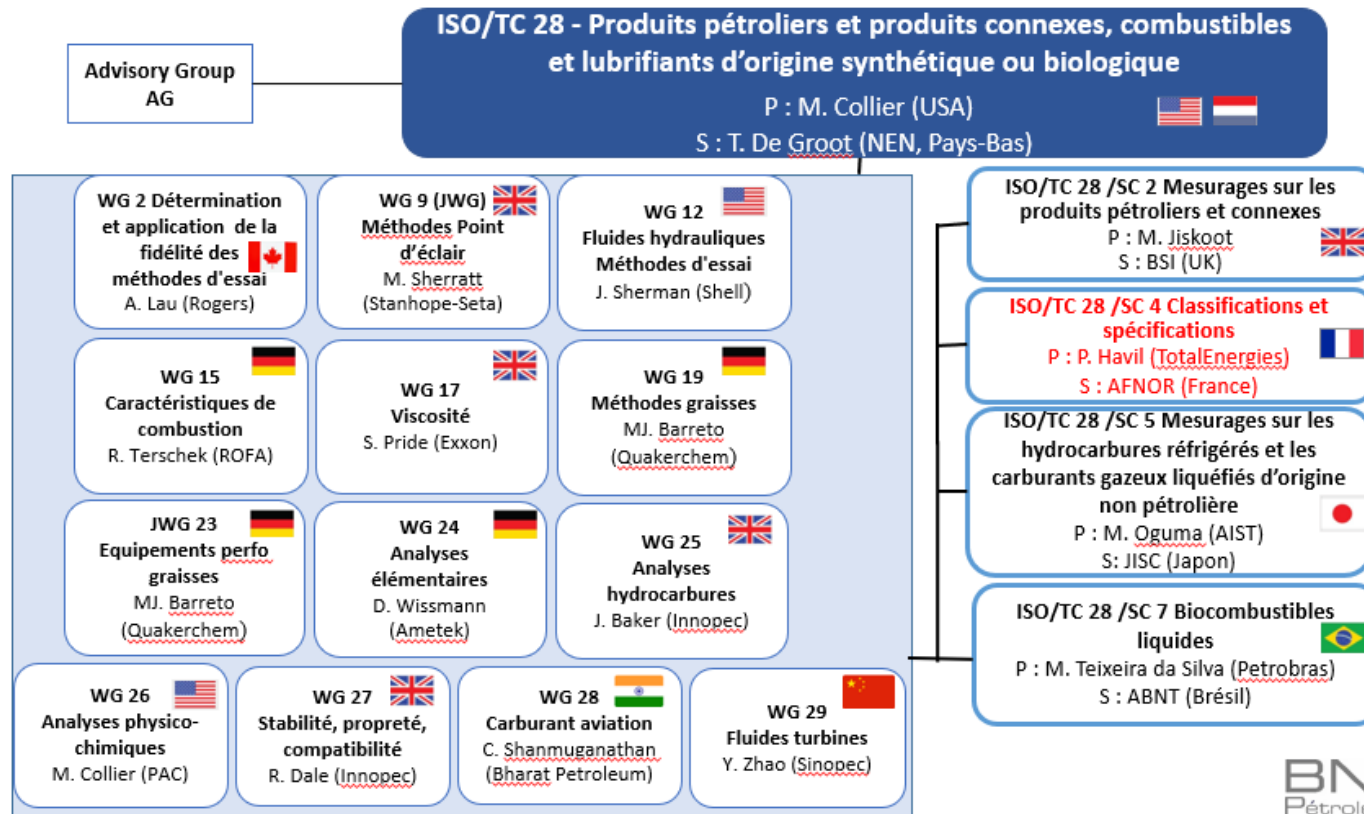 ISO/TC 28 - Produits pétroliers et produits connexes, combustibles
et lubrifiants d’origine synthétique ou biologique
P : M. Collier (USA)
S : T. De Groot (NEN, Pays-Bas)
Advisory Group
AG
WG 2 Détermination
et application de la
fidélité des
méthodes d'essai
A. Lau (Rogers)
WG 9 (JWG)
Méthodes Point
d’éclair
M. Sherratt
(Stanhope-Seta)
WG 12
Fluides hydrauliques
Méthodes d'essai
J. Sherman (Shell)
WG 15
Caractéristiques de
combustion
R. Terschek (ROFA)
WG 17
Viscosité
S. Pride (Exxon)
WG 19
Méthodes graisses
MJ. Barreto
(Quakerchem)
JWG 23
Equipements perfo
graisses
MJ. Barreto
(Quakerchem)
WG 24
Analyses
élémentaires
D. Wissmann
(Ametek)
WG 25
Analyses
hydrocarbures
J. Baker (Innopec)
WG 26
Analyses physico-
chimiques
M. Collier (PAC)
WG 27
Stabilité, propreté,
compatibilité
R. Dale (Innopec)
WG 28
Carburant aviation
C. Shanmuganathan
(Bharat Petroleum)
WG 29
Fluides turbines
Y. Zhao (Sinopec)
ISO/TC 28 /SC 2 Mesurages sur les
produits pétroliers et connexes
P : M. Jiskoot
S : BSI (UK)
ISO/TC 28 /SC 4 Classifications et
spécifications
P : P. Havil (TotalEnergies)
S : AFNOR (France)
ISO/TC 28 /SC 5 Mesurages sur les
hydrocarbures réfrigérés et les
carburants gazeux liquéfiés d’origine
non pétrolière
P : M. Oguma (AIST)
S: JISC (Japon)
ISO/TC 28 /SC 7 Biocombustibles
liquides
P : M. Teixeira da Silva (Petrobras)
S : ABNT (Brésil)